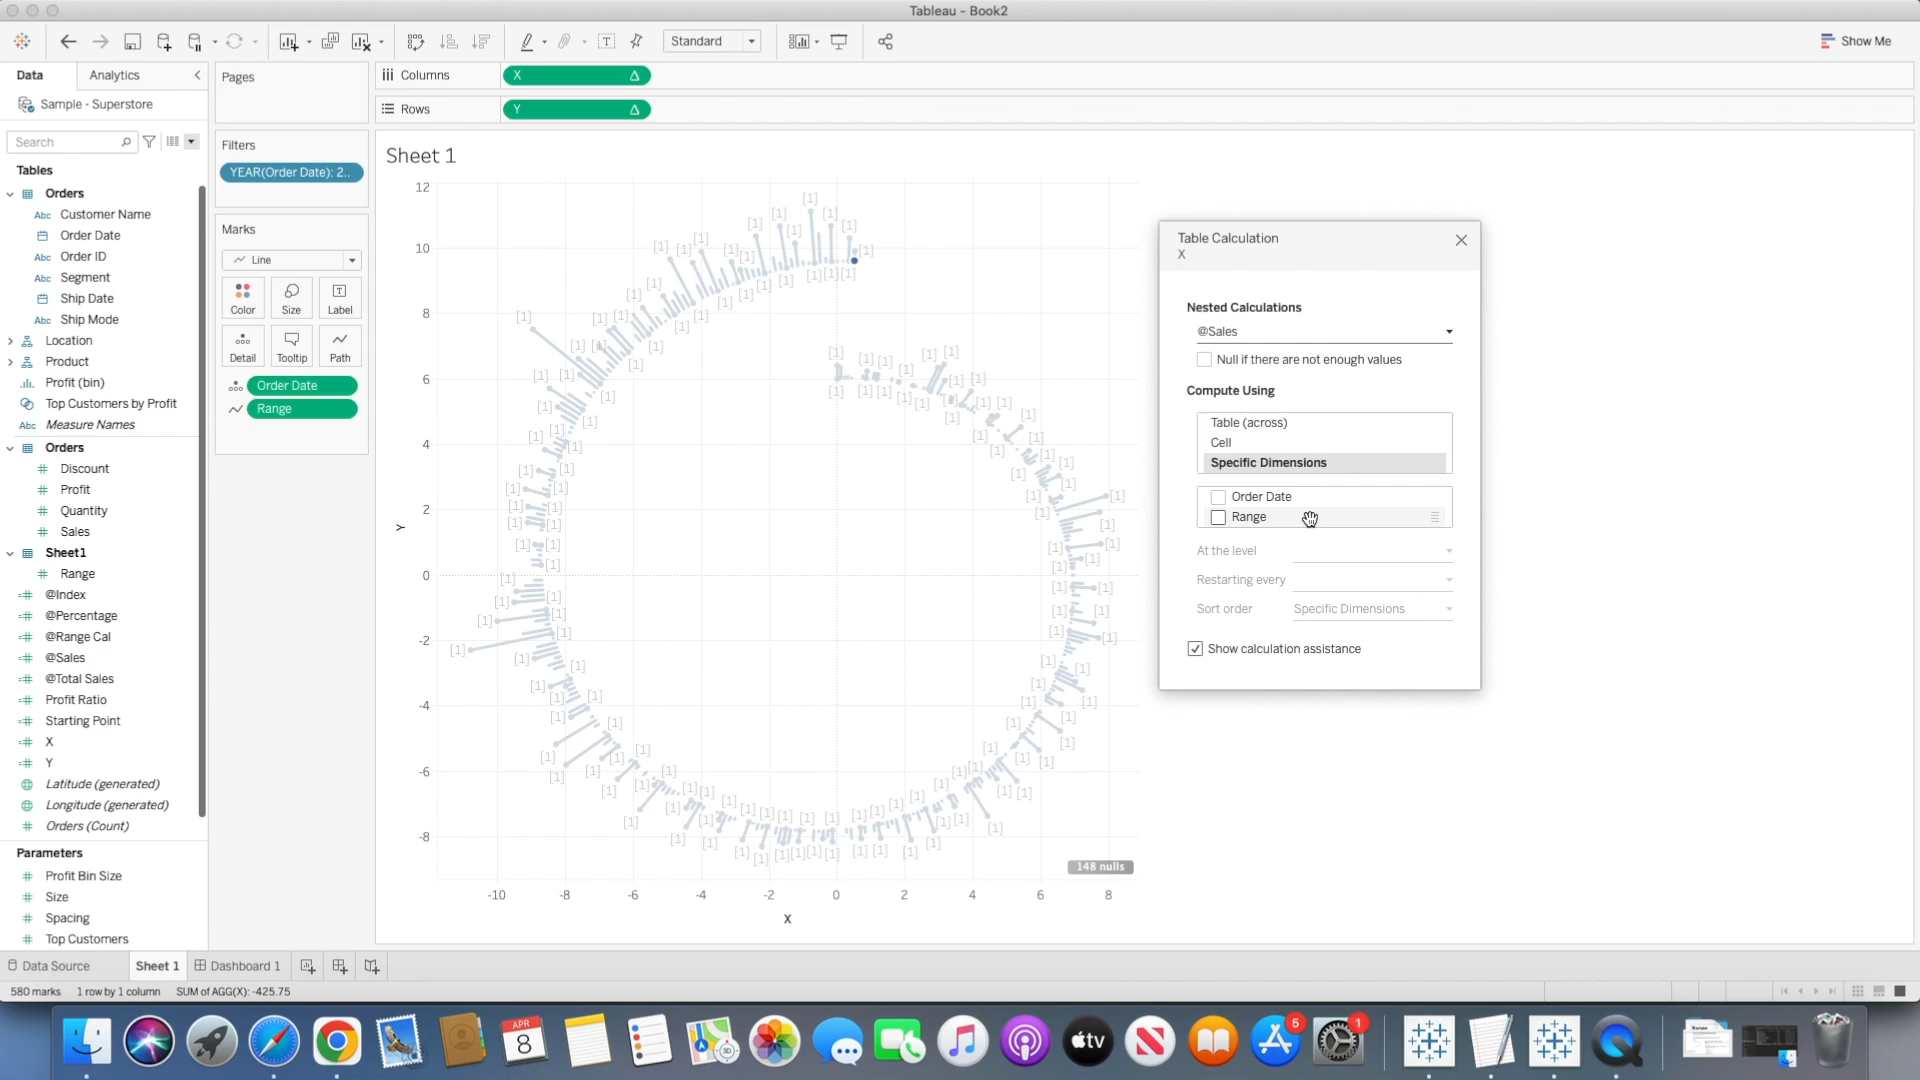 Tableau - Book2
Standard
Show Me
Data
Analytics
Pages
Columns
X
Rows
Y
Sample - Superstore
Search
Tables
Orders
Customer Name
Order Date
Order ID
Segment
Ship Date
Ship Mode
Location
Product
Profit (bin)
Top Customers by Profit
Measure Names
Orders
Discount
Profit
Quantity
Sales
Sheet1
Range
@Index
@Percentage
@Range Cal
@Sales
@Total Sales
Profit Ratio
Starting Point
X
Y
Latitude (generated)
Longitude (generated)
Orders (Count)
Parameters
Profit Bin Size
Size
Spacing
Top Customers
Filters
YEAR(Order Date): 2..
Marks
Line
Color
Size
Label
Detail
Tooltip
Path
Order Date
Range
Sheet 1
12
10
8
6
4
2
0
-2
-4
-6
-8
Y
-10
-8
-6
-4
-2
0
2
4
6
8
X
148 nulls
Table Calculation
X
Nested Calculations
@Sales
Null if there are not enough values
Compute Using
Table (across)
Cell
Specific Dimensions
Order Date
Range
At the level
Restarting every
Sort order
Specific Dimensions
Show calculation assistance
Data Source
Sheet 1
Dashboard 1
580 marks
1 row by 1 column
SUM of AGG(X): -425.75
APR
8
tv
5
1